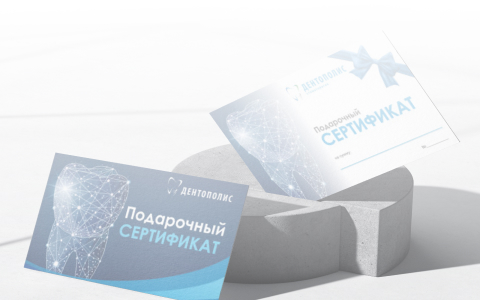 ДЕНТОПОЛИС
Подарочный
СЕРТИФИКАТ
ДЕНТОПОЛИС
Подарочный
СЕРТИФИКАТ